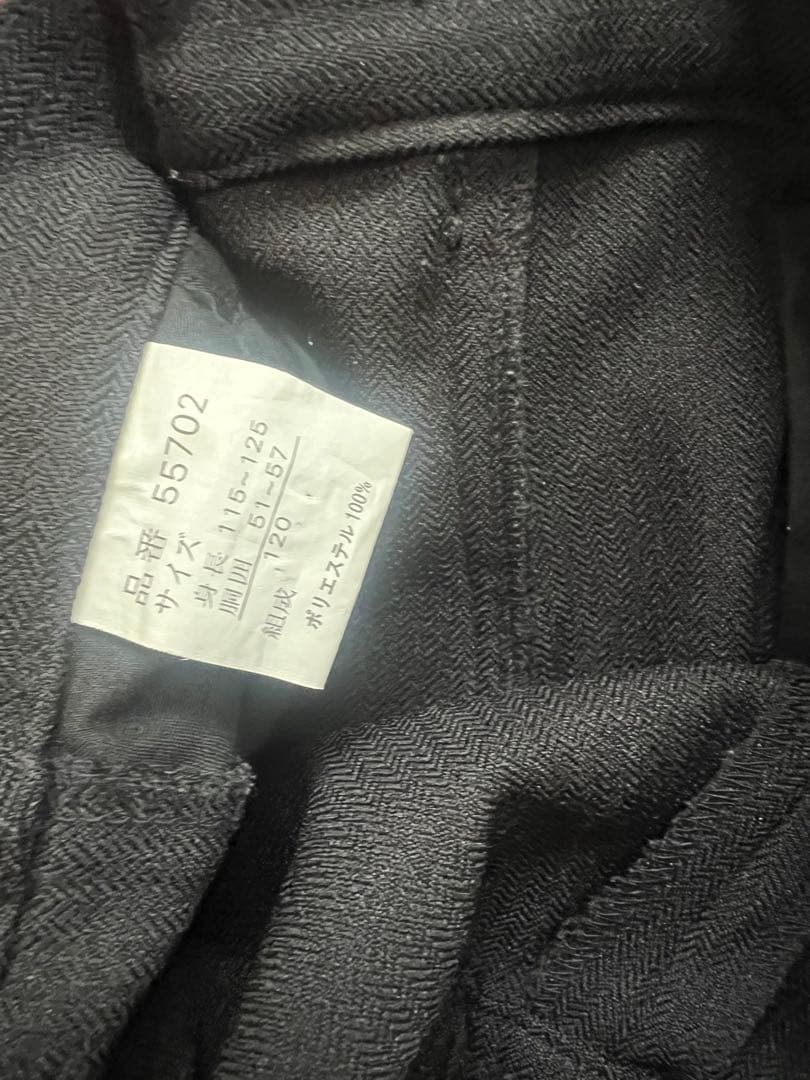 品番 55702
サイズ
身長 115~125
胴囲 51~57
120
組成
ポリエステル100%